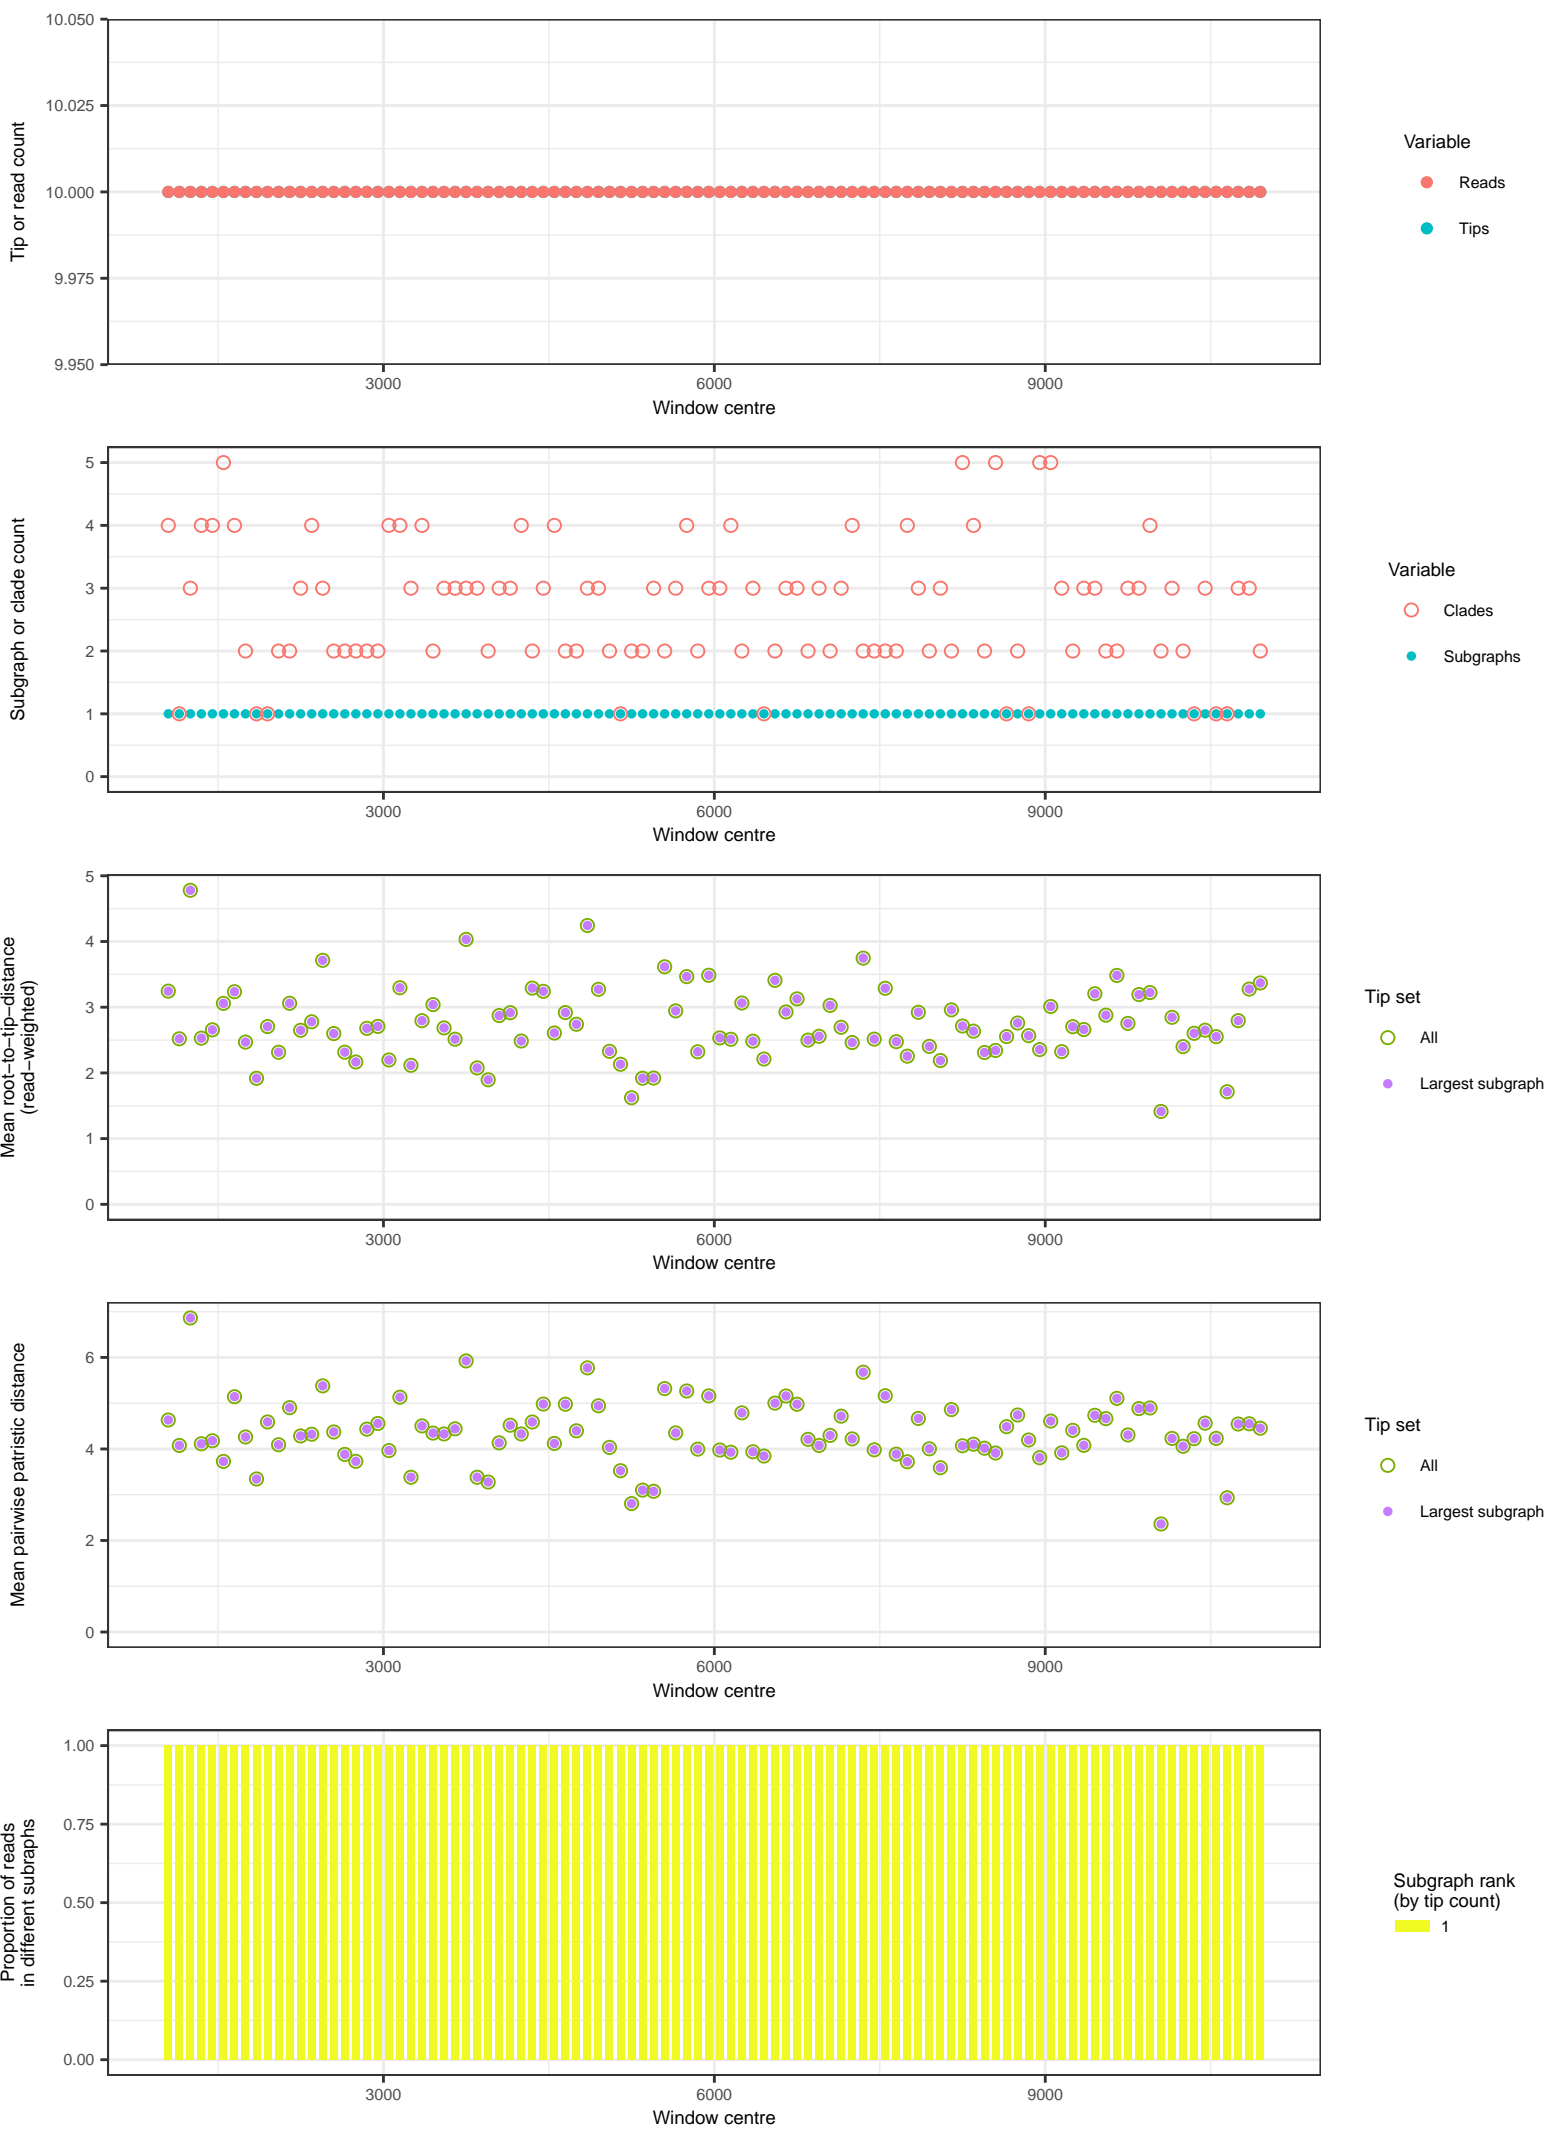 10.050
10.025
10.000
9.975
9.950
Tip or read count
3000
6000
9000
Window centre
Variable
Reads
Tips
5
4
3
2
1
0
Subgraph or clade count
3000
6000
9000
Window centre
Variable
Clades
Subgraphs
5
4
3
2
1
0
Mean root−to−tip−distance
(read−weighted)
3000
6000
9000
Window centre
Tip set
All
Largest subgraph
6
4
2
0
Mean pairwise patristic distance
3000
6000
9000
Window centre
Tip set
All
Largest subgraph
1.00
0.75
0.50
0.25
0.00
Proportion of reads
in different subraphs
3000
6000
9000
Window centre
Subgraph rank
(by tip count)
1